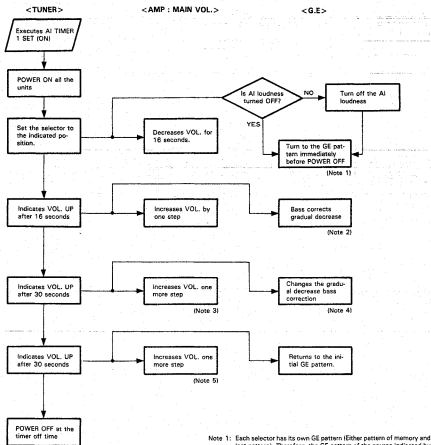 <TUNER>
<AMP : MAIN VOL.>
<G.E>
Executes AI TIMER
1 SET (ON)
POWER ON all the
units
Is AI loudness
turned OFF?
NO
YES
Turn off the AI
loudness
Set the selector to
the indicated po-
sition.
Decreases VOL. for
16 seconds.
Turn to the GE pat-
tern immediately
before POWER OFF
(Note 1)
Indicates VOL. UP
after 16 seconds
Increases VOL. by
one step
Bass corrects
gradual decrease
(Note 2)
Indicates VOL. UP
after 30 seconds
Increases VOL. one
more step
(Note 3)
Changes the gradu-
al decrease bass
correction
(Note 4)
Indicates VOL. UP
after 30 seconds
Increases VOL. one
more step
(Note 5)
Returns to the ini-
tial GE pattern.
POWER OFF at the
timer off time
Note 1: Each selector has its own GE pattern (Either pattern of memory and